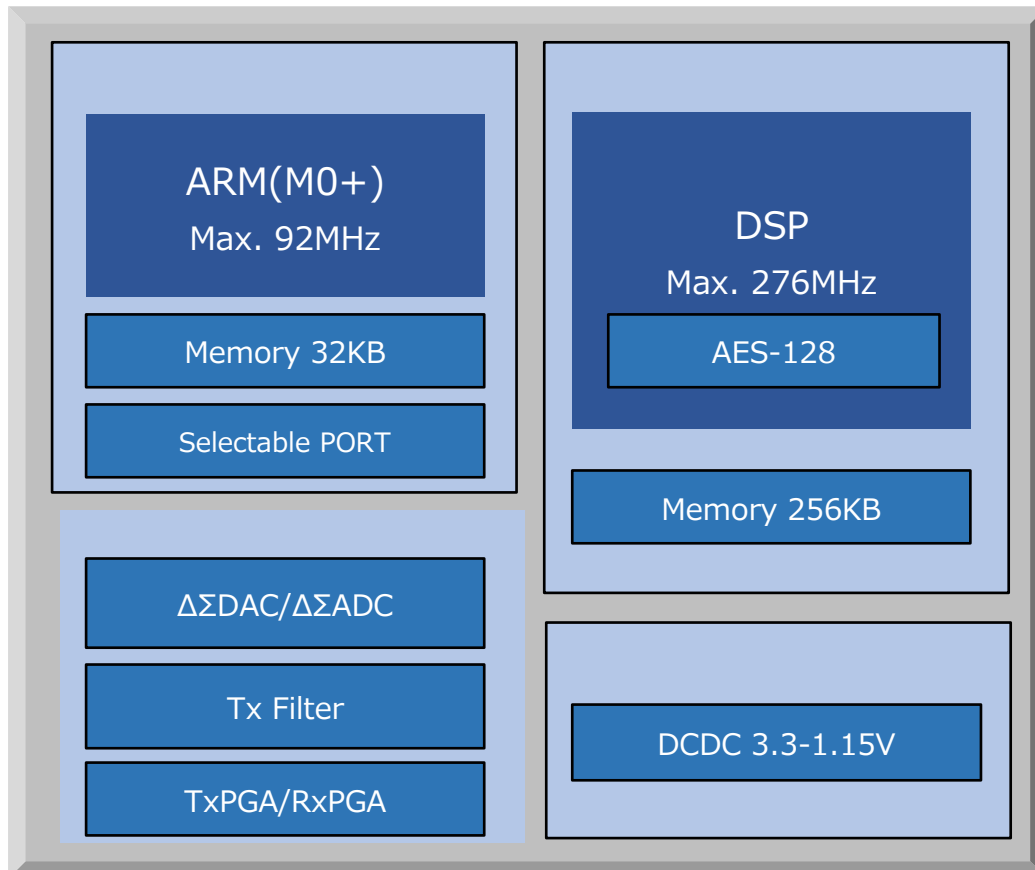 ARM(M0+)
Max. 92MHz
Memory 32KB
Selectable PORT
DSP
Max. 276MHz
AES-128
Memory 256KB
ΔΣDAC/ΔΣADC
Tx Filter
TxPGA/RxPGA
DCDC 3.3-1.15V